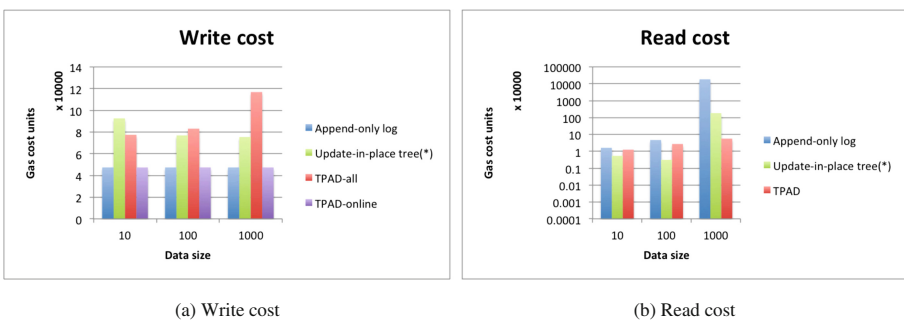 Write cost
Gas cost units
x 10000
14
12
10
8
6
4
2
0
10 100 1000
Data size
Append-only log
Update-in-place tree(*)
TPAD-all
TPAD-online
(a) Write cost
Read cost
Gas cost units
x 10000
100000
10000
1000
100
10
1
0.1
0.01
0.001
0.0001
10 100 1000
Data size
Append-only log
Update-in-place tree(*)
TPAD
(b) Read cost